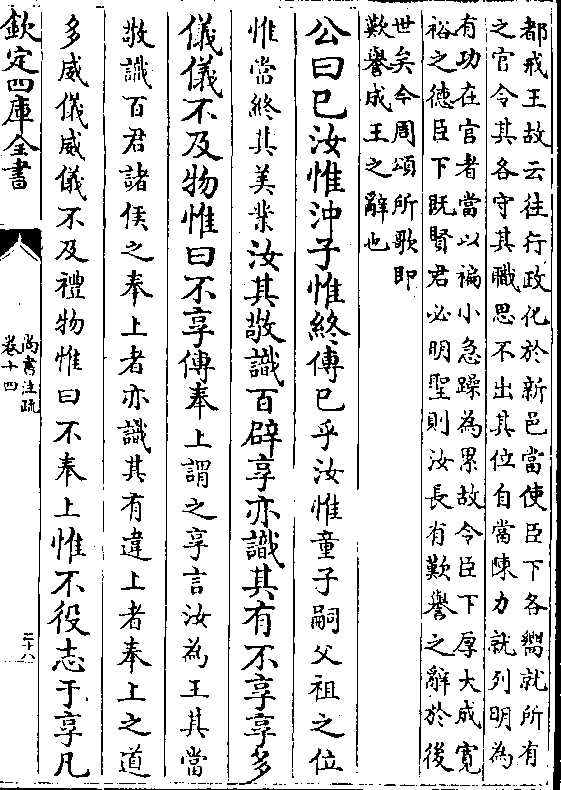 都戒王故云往行政化於新邑當使臣下各嚮就所有
之官令其各守其職思不出其位自當陳力就列明為
有功在官者當以褊小急躁為累故令臣下厚大成寛
裕之德臣下既賢君必明聖則汝長有歎譽之辭於後
世矣今周頌所歌即
歎譽成王之辭也
公曰已汝惟沖子惟終傳已乎汝惟童子嗣父祖之位
惟當終其美業汝其敬識百辟享亦識其有不享享多
儀儀不及物惟曰不享傳奉上謂之享言汝為王其當
敬識百君諸侯之奉上者亦識其有違上者奉上之道
多威儀威儀不及禮物惟曰不奉上惟不役志于享凡
欽定四庫全書
尚書注疏
卷十四
二十八